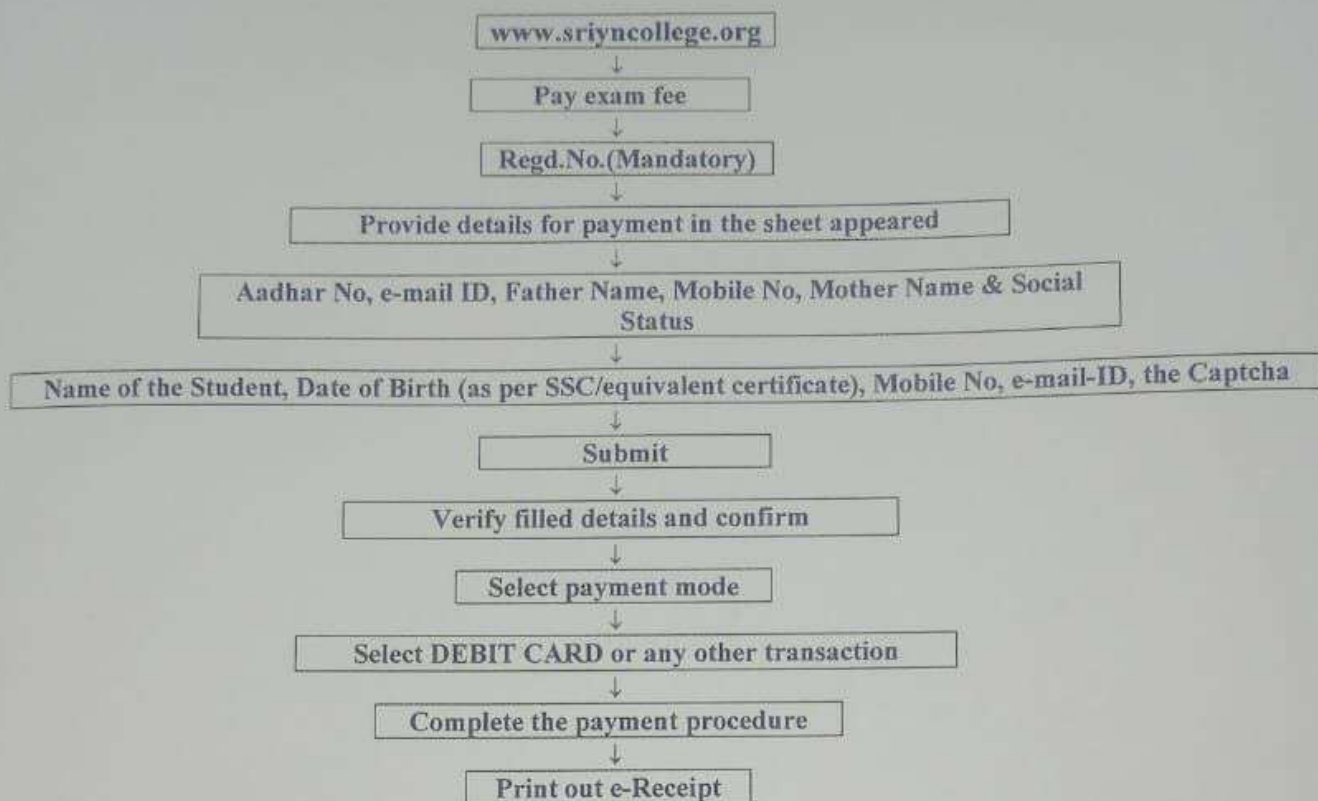 www.sriyncollege.org
↓
Pay exam fee
↓
Regd.No.(Mandatory)
↓
Provide details for payment in the sheet appeared
↓
Aadhar No, e-mail ID, Father Name, Mobile No, Mother Name & Social
Status
↓
Name of the Student, Date of Birth (as per SSC/equivalent certificate), Mobile No, e-mail-ID, the Captcha
↓
Submit
↓
Verify filled details and confirm
↓
Select payment mode
↓
Select DEBIT CARD or any other transaction
↓
Complete the payment procedure
↓
Print out e-Receipt